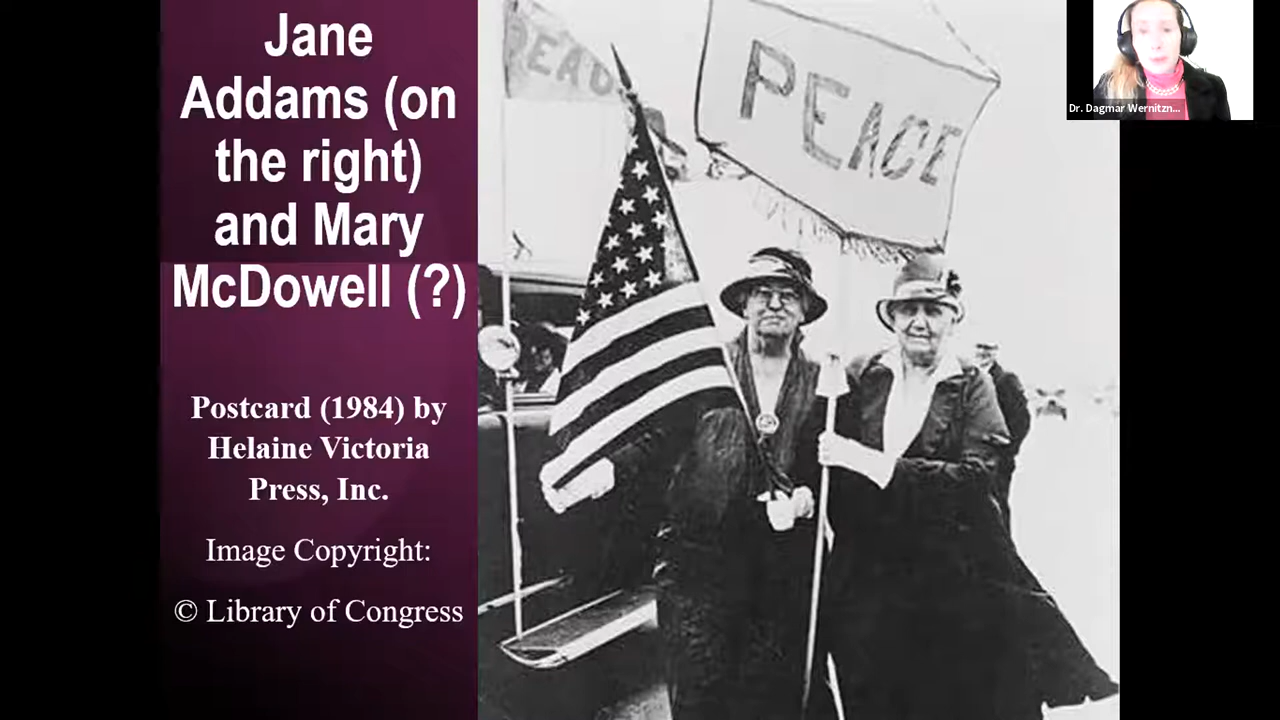 Jane
Addams (on
the right)
and Mary
McDowell (?)
Postcard (1984) by
Helaine Victoria
Press, Inc.
Image Copyright:
© Library of Congress
PEACE
Dr. Dagmar Wernitzn...